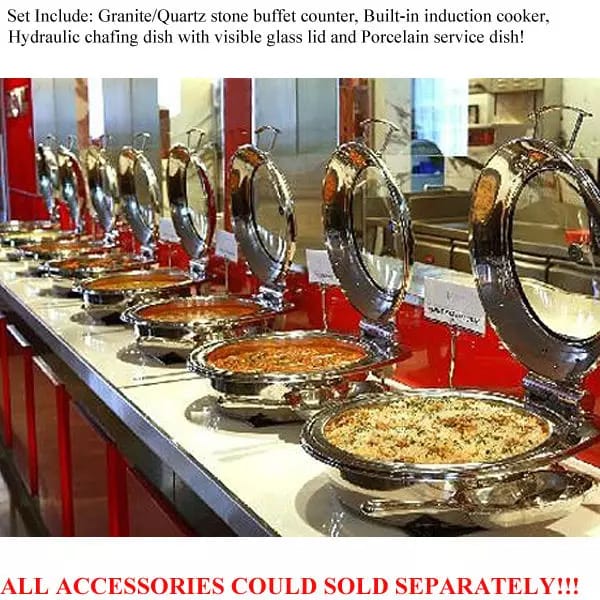 Set Include: Granite/Quartz stone buffet counter, Built-in induction cooker,
Hydraulic chafing dish with visible glass lid and Porcelain service dish!
ALL ACCESSORIES COULD SOLD SEPARATELY!!!